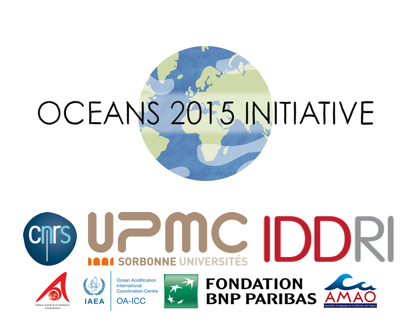 OCEANS 2015 INITIATIVE
cnrs
UPMC
SORBONNE UNIVERSITÉS
IDDRI
IAEA
Ocean Acidification
International
Coordination Centre
OA-ICC
FONDATION
BNP PARIBAS
AMAO